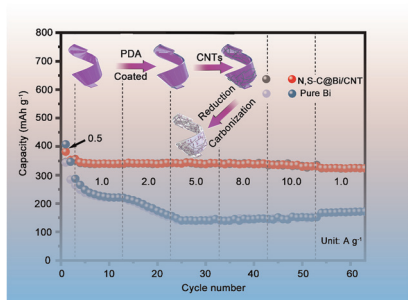 PDA
CNTs
Coated
Reduction
Carbonization
N,S-C@Bi/CNT
Pure Bi
Capacity (mAh g⁻¹)
800
700
600
500
400
300
200
100
0
0.5
1.0
2.0
5.0
8.0
10.0
1.0
Unit: A g⁻¹
0
10
20
30
40
50
60
Cycle number